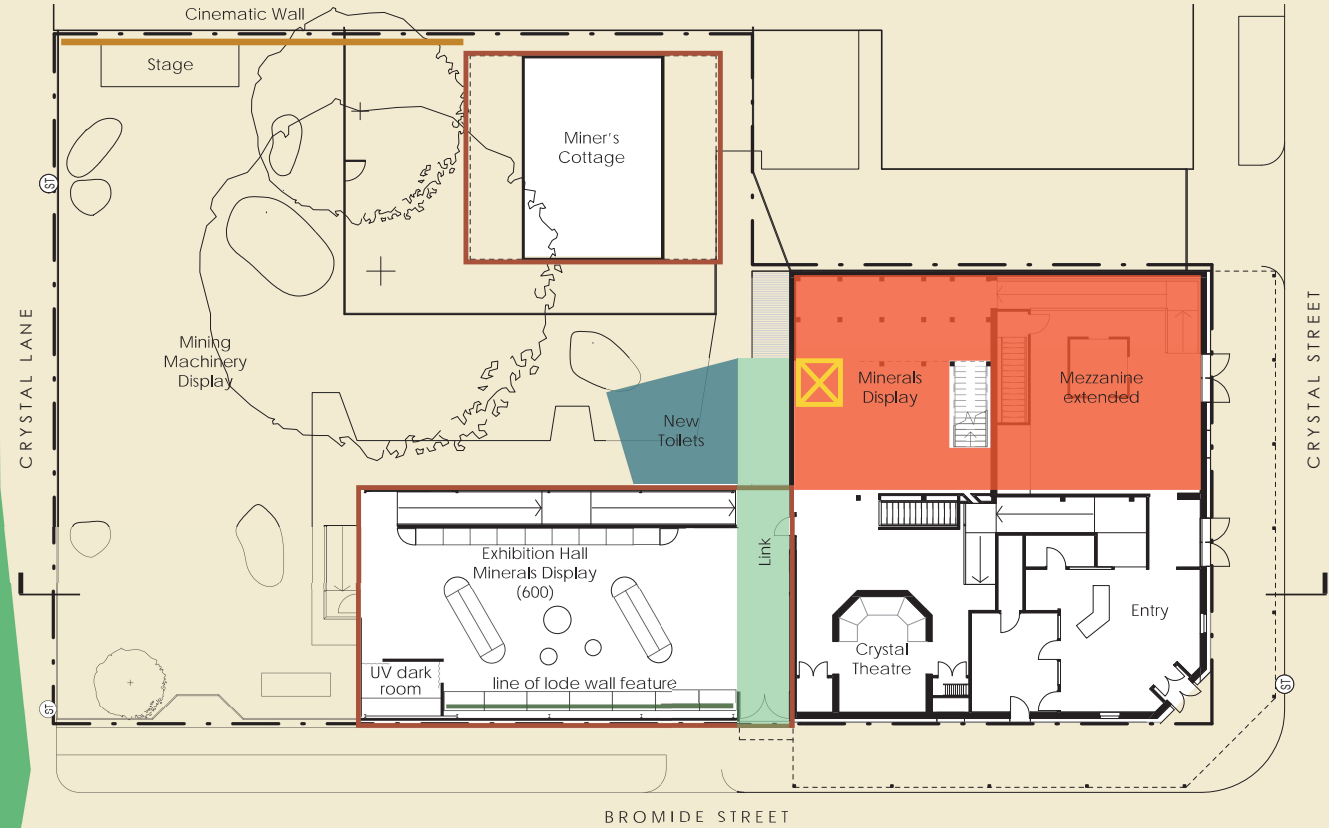 Cinematic Wall
Stage
Miner's
Cottage
ST
CRYSTAL LANE
Mining
Machinery
Display
New
Toilets
Minerals
Display
Mezzanine
extended
CRYSTAL STREET
Link
Exhibition Hall
Minerals Display
(600)
UV dark
room
line of lode wall feature
Crystal
Theatre
Entry
ST
ST
BROMIDE STREET